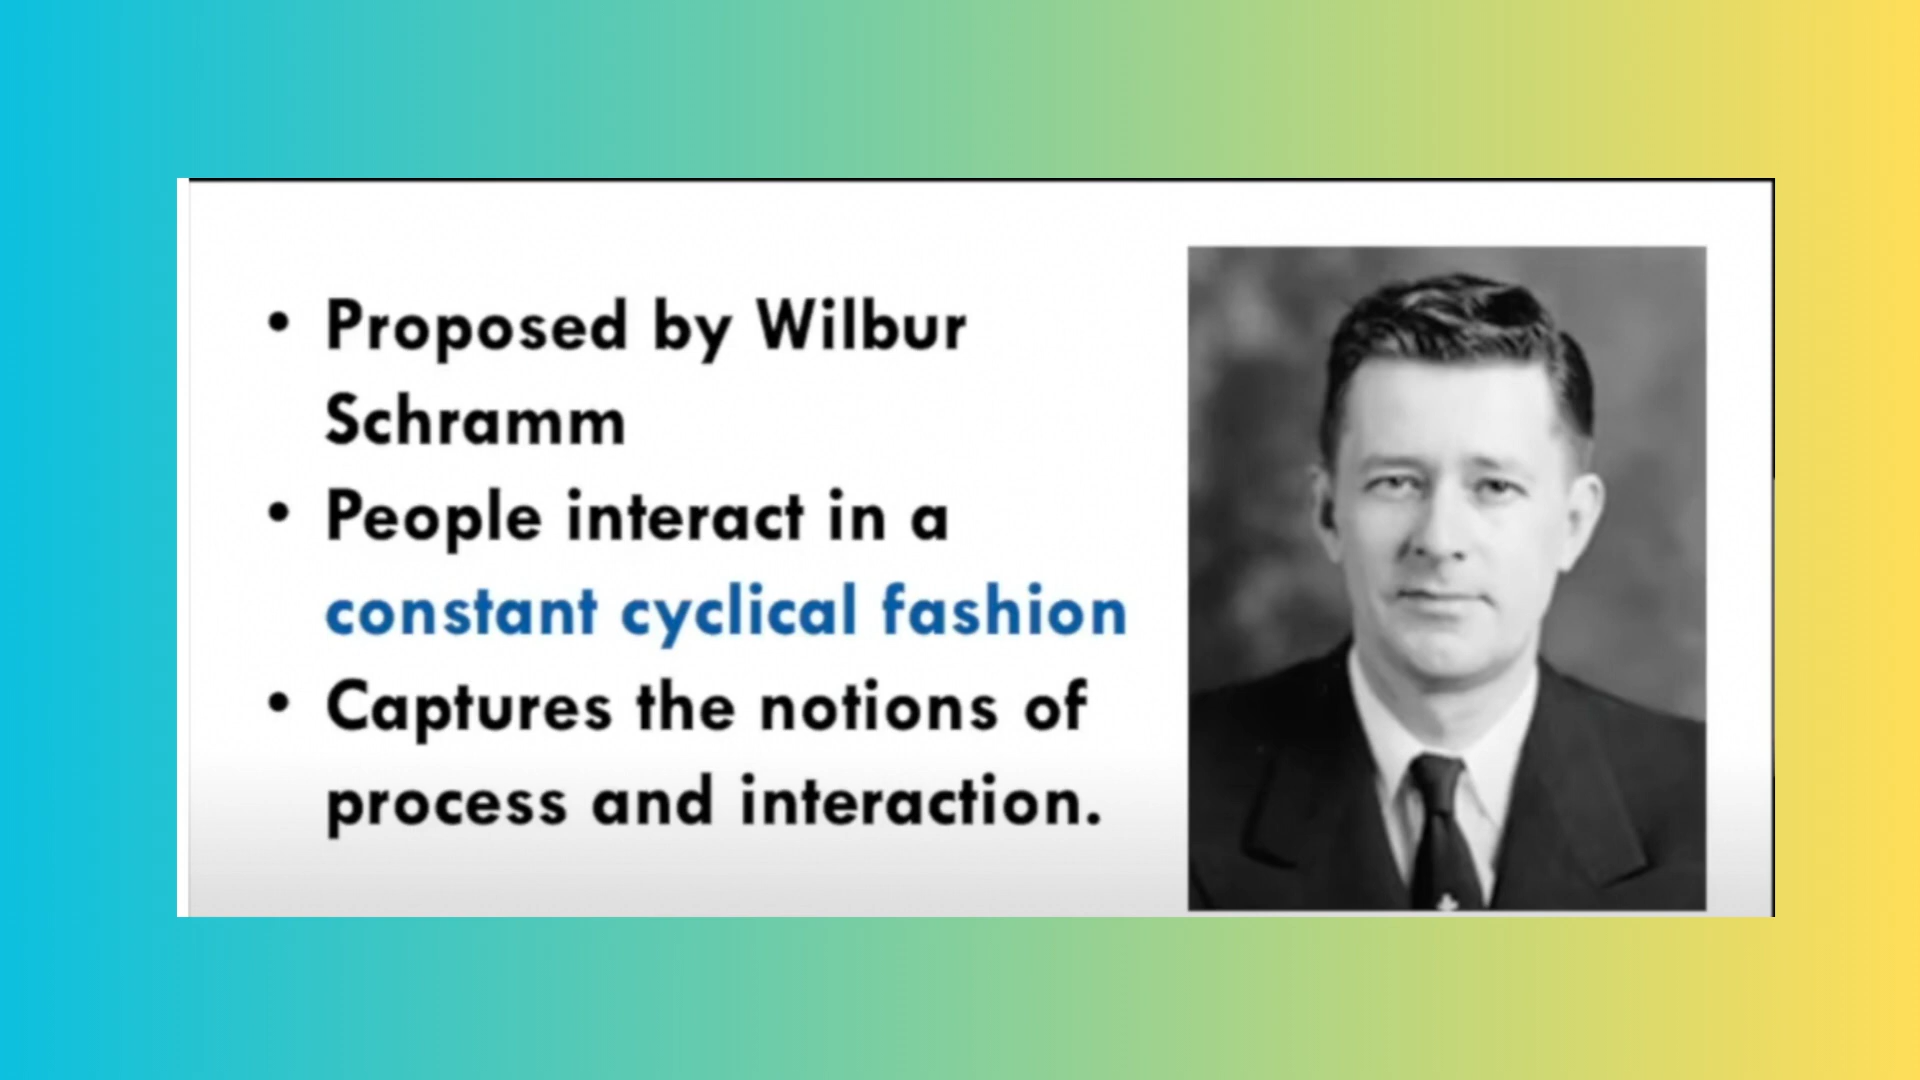 • Proposed by Wilbur
Schramm
• People interact in a
constant cyclical fashion
• Captures the notions of
process and interaction.